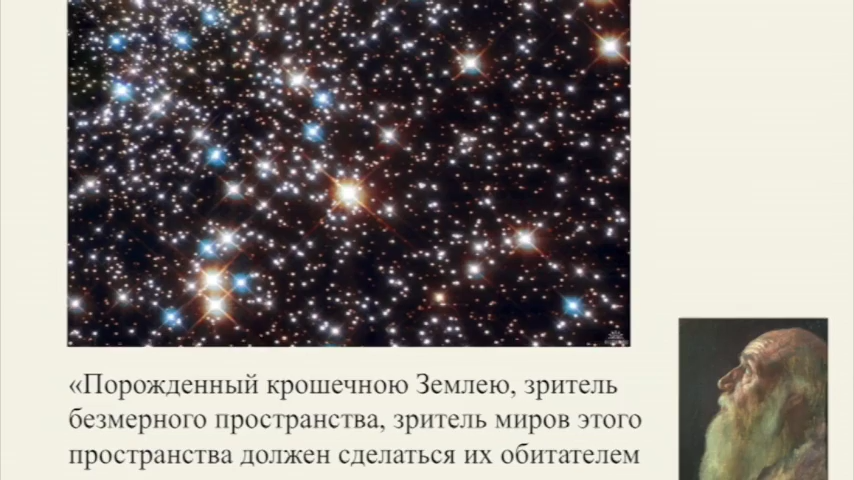 «Порожденный крошечною Землею, зритель
безмерного пространства, зритель миров этого
пространства должен сделаться их обитателем